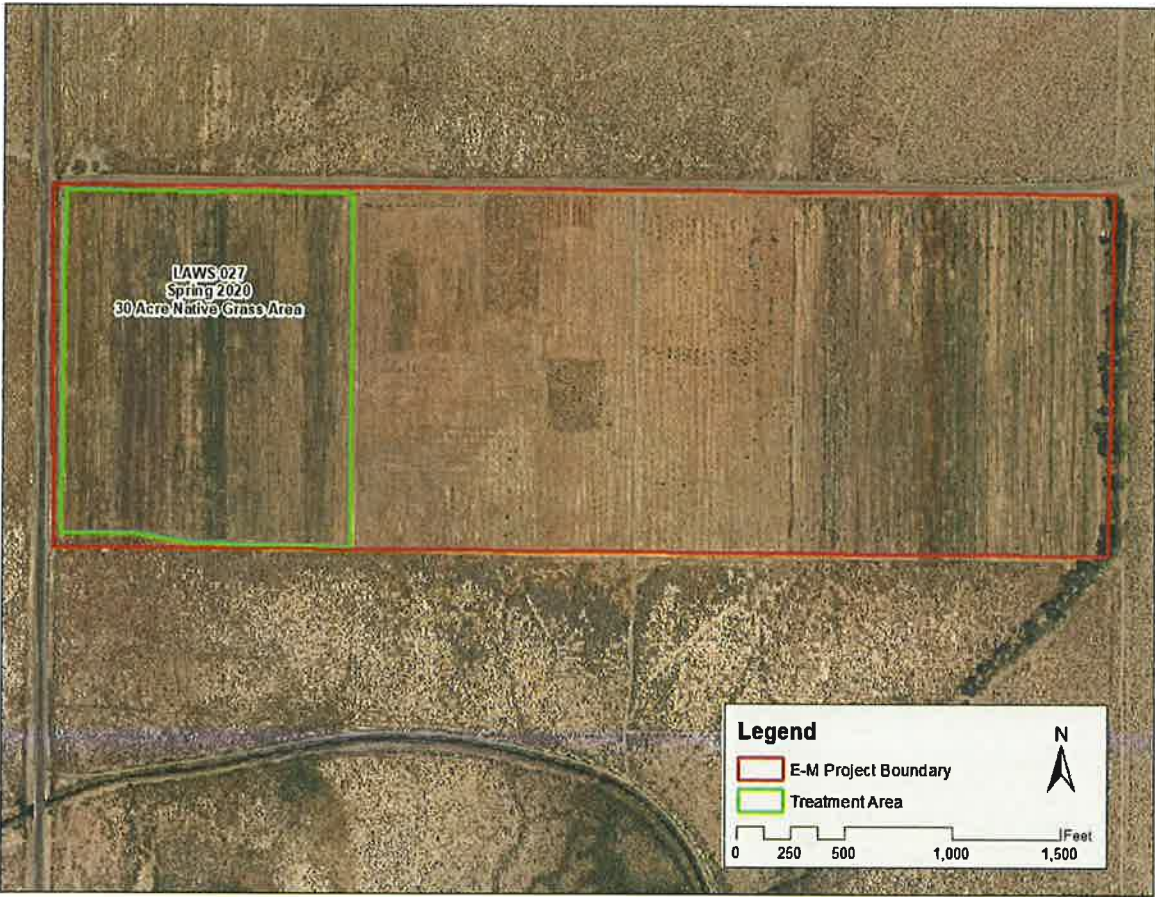 LAWS 027
Spring 2020
30 Acre Native Grass Area
Legend
N
E-M Project Boundary
Treatment Area
Feet
0 250 500 1,000 1,500